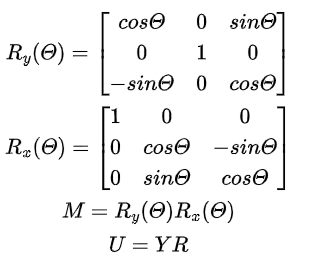 R_y(Θ) = [cosΘ 0 sinΘ; 0 1 0; −sinΘ 0 cosΘ]
R_x(Θ) = [1 0 0; 0 cosΘ −sinΘ; 0 sinΘ cosΘ]
M = R_y(Θ)R_x(Θ)
U = YR